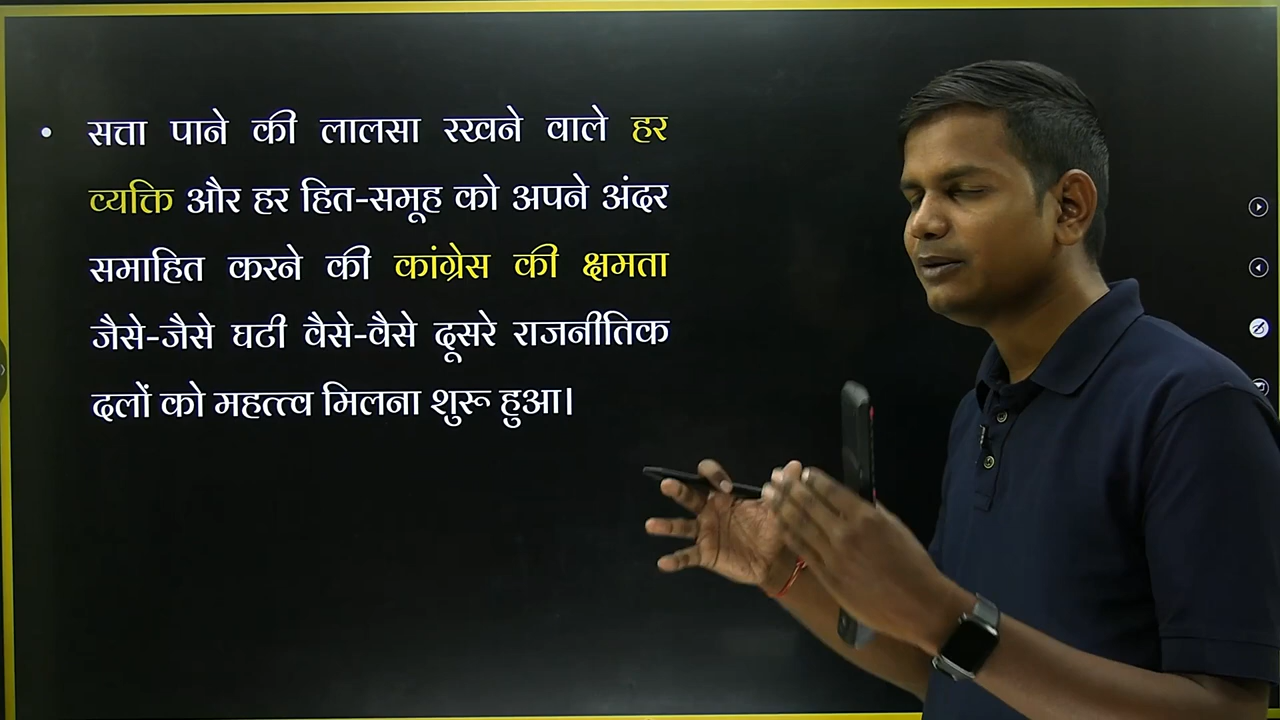 • सत्ता पाने की लालसा रखने वाले हर
व्यक्ति और हर हित-समूह को अपने अंदर
समाहित करने की कांग्रेस की क्षमता
जैसे-जैसे घटी वैसे-वैसे दूसरे राजनीतिक
दलों को महत्त्व मिलना शुरू हुआ।